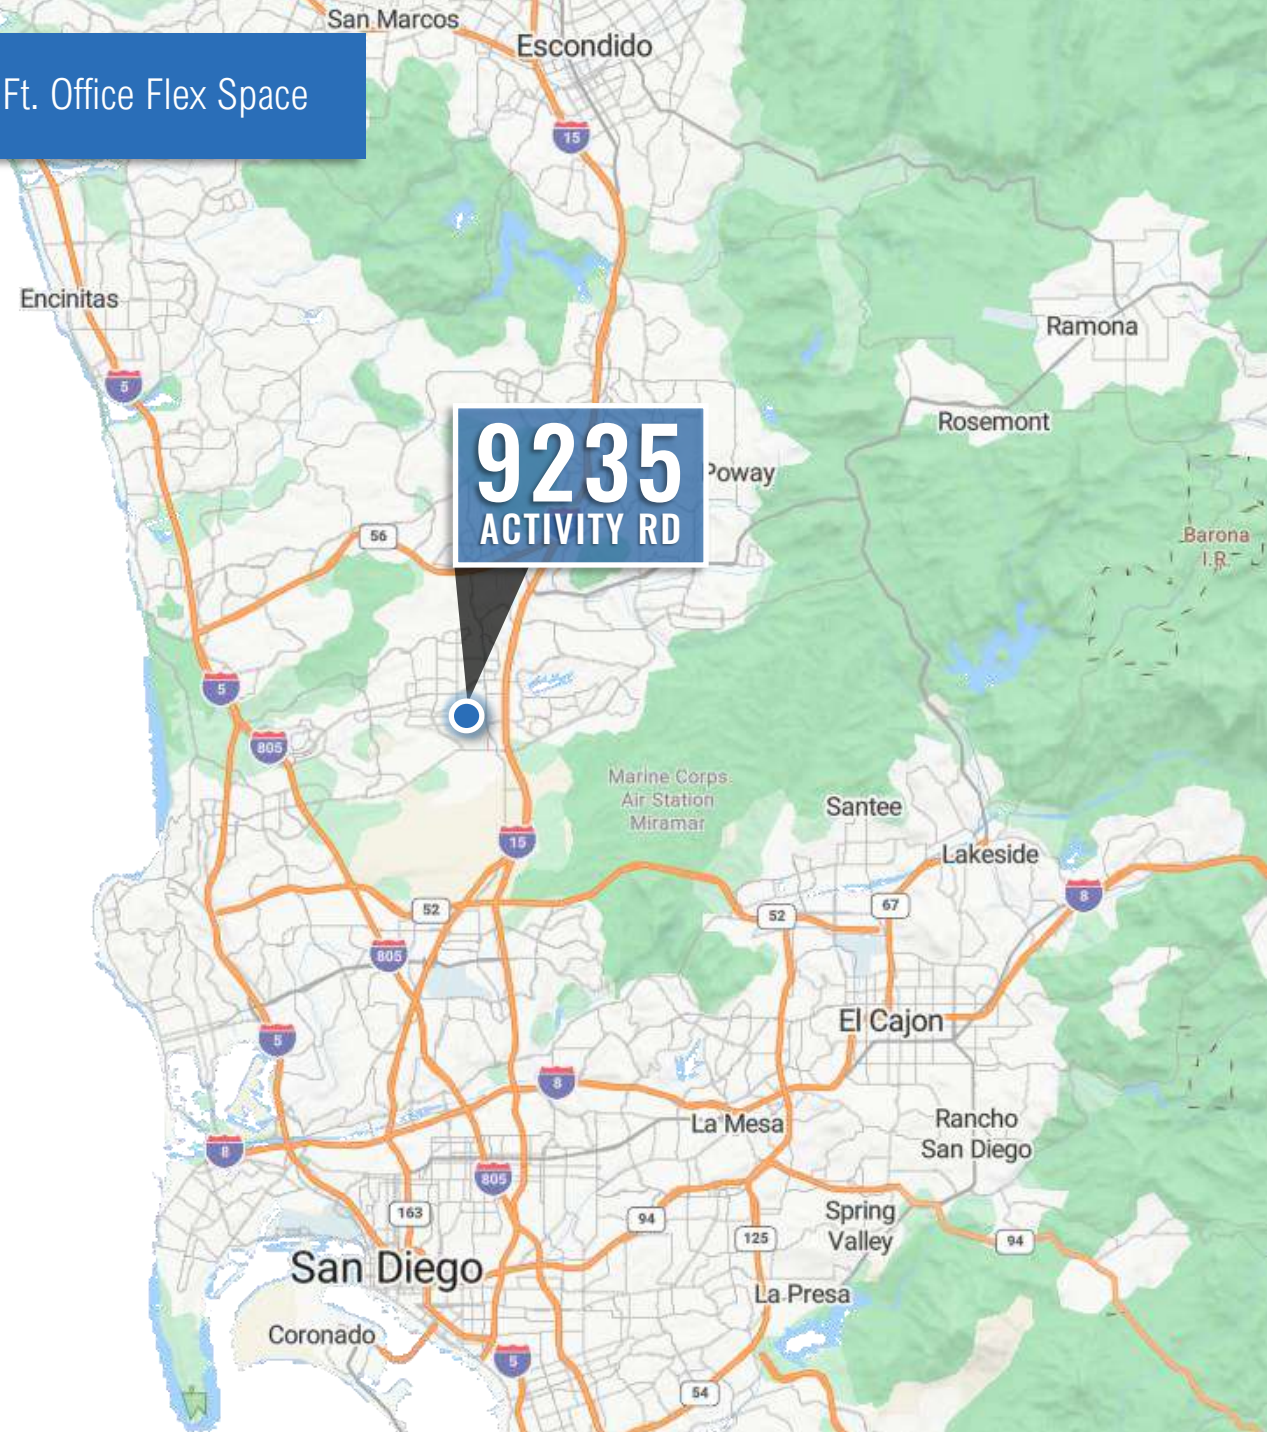 San Marcos
Escondido
Ft. Office Flex Space
15
Encinitas
Ramona
5
Rosemont
9235
ACTIVITY RD
Poway
56
Barona
I.R.
5
805
Marine Corps
Air Station
Miramar
Santee
15
Lakeside
8
52
67
52
805
El Cajon
5
8
La Mesa
Rancho
San Diego
8
805
163
94
Spring
Valley
125
94
San Diego
La Presa
Coronado
5
54